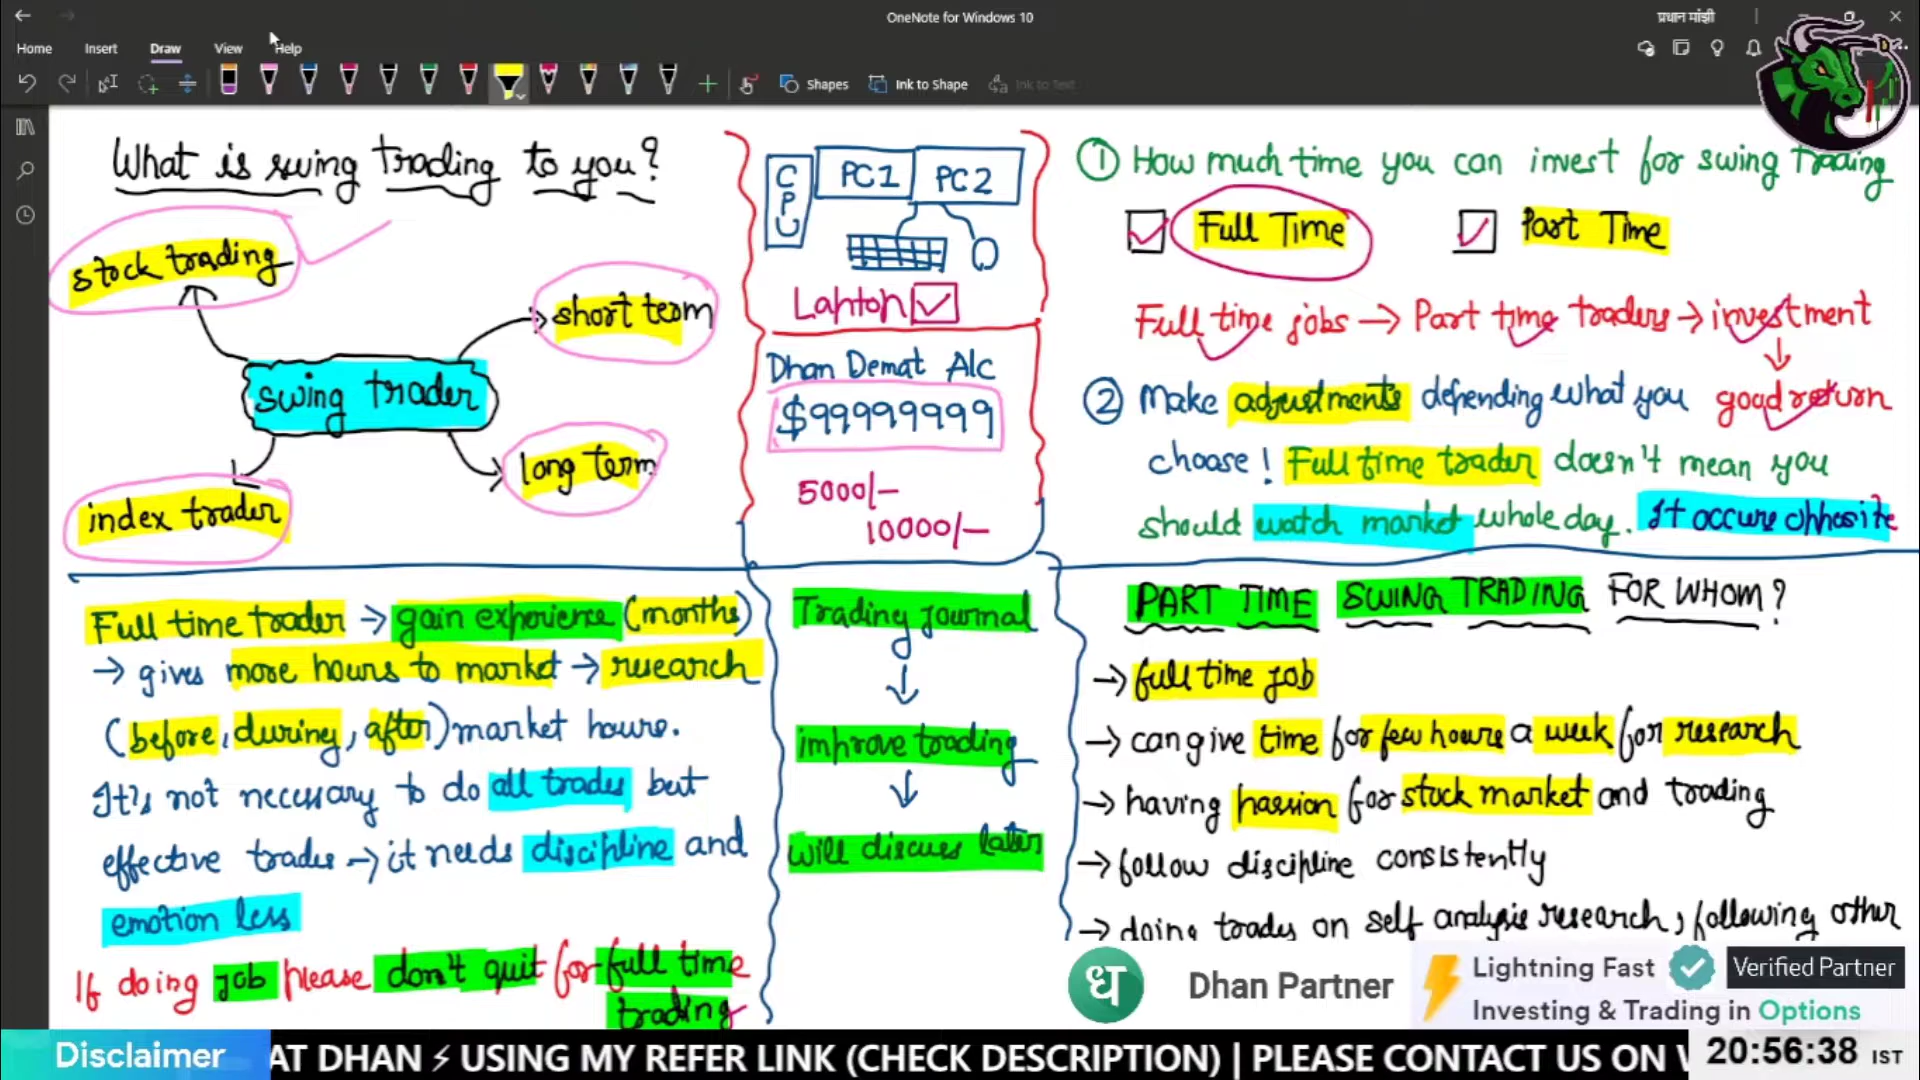 OneNote for Windows 10
प्रधान मांझी
Home Insert Draw View Help
Shapes Ink to Shape Ink to Text
What is swing trading to you?
stock trading
short term
swing trader
long term
index trader
CPU
PC1 PC2
Laptop
Dhan Demat A/c
$99999999
5000/-
10000/-
① How much time you can invest for swing trading
Full Time Part Time
Full time jobs → Part time traders → investment
↓
② Make adjustments depending what you good return
choose! Full time trader doesn't mean you
should watch market whole day. It occurs opposite
Full time trader → gain experience (months)
→ gives more hours to market → research
(before, during, after) market hours.
It's not necessary to do all trades but
effective trades → it needs discipline and
emotion less
If doing job please don't quit for full time
trading
Trading journal
↓
improve trading
↓
will discuss later
PART TIME SWING TRADING FOR WHOM?
→ full time job
→ can give time for few hours a week for research
→ having passion for stock market and trading
→ follow discipline consistently
→ doing trades on self analysis research, following other
ध Dhan Partner
Lightning Fast Verified Partner
Investing & Trading in Options
Disclaimer AT DHAN ⚡ USING MY REFER LINK (CHECK DESCRIPTION) | PLEASE CONTACT US ON
20:56:38 IST